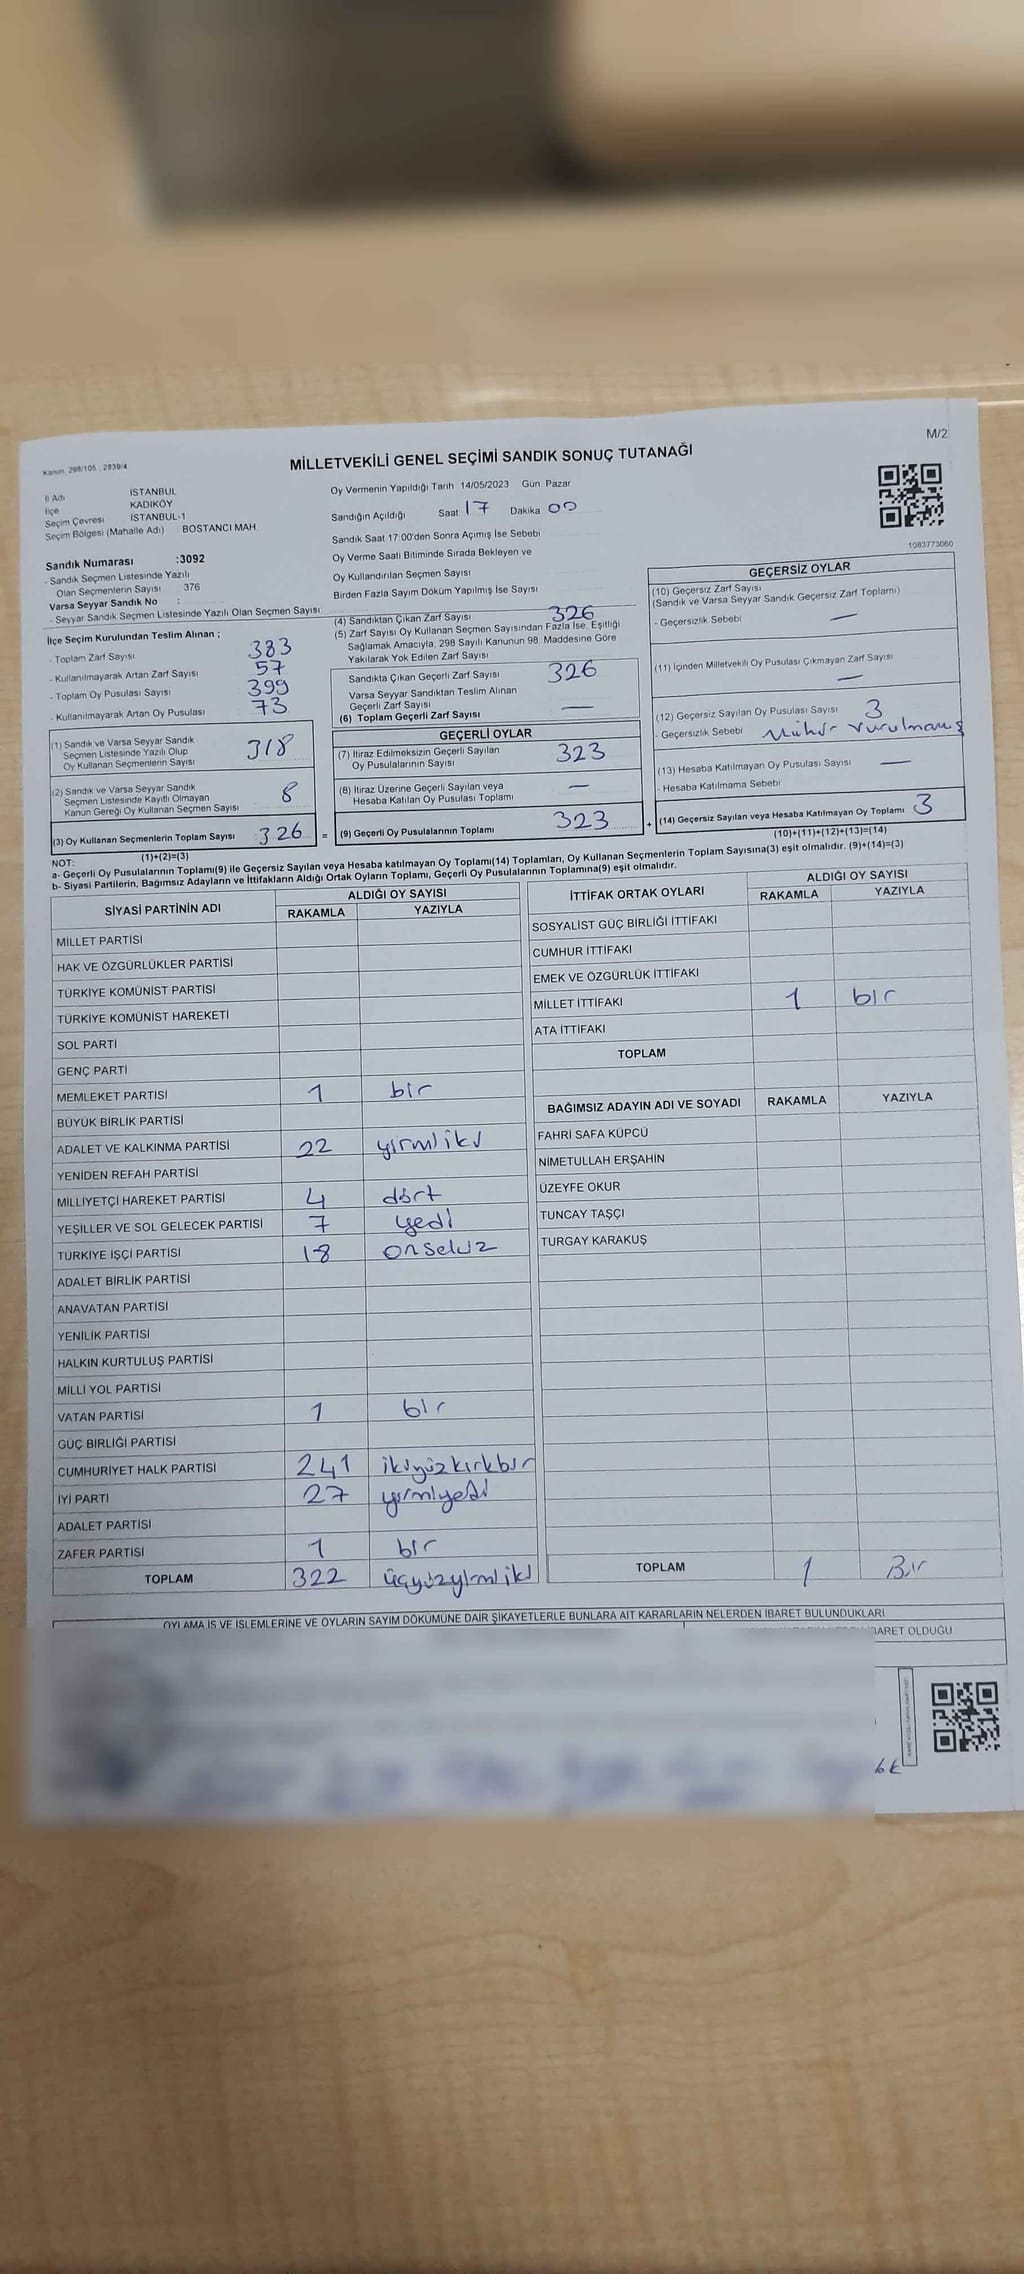 M/2
Kanun, 298/105 : 2839/4
MİLLETVEKİLİ GENEL SEÇİMİ SANDIK SONUÇ TUTANAĞI
İl Adı İSTANBUL
İlçe KADIKÖY
Seçim Çevresi İSTANBUL-1
Seçim Bölgesi (Mahalle Adı) BOSTANCI MAH.
Oy Vermenin Yapıldığı Tarih : 14/05/2023 Gün: Pazar
Sandığın Açıldığı Saat 17 Dakika 00
Sandık Saat 17.00'den Sonra Açılmış İse Sebebi
Oy Verme Saati Bitiminde Sırada Bekleyen ve
Oy Kullandırılan Seçmen Sayısı
Birden Fazla Sayım Döküm Yapılmış İse Sayısı
1083773060
Sandık Numarası :3092
- Sandık Seçmen Listesinde Yazılı
Olan Seçmenlerin Sayısı 376
Varsa Seyyar Sandık No :
- Seyyar Sandık Seçmen Listesinde Yazılı Olan Seçmen Sayısı:
İlçe Seçim Kurulundan Teslim Alınan ;
- Toplam Zarf Sayısı 383
- Kullanılmayarak Artan Zarf Sayısı 57
- Toplam Oy Pusulası Sayısı 399
- Kullanılmayarak Artan Oy Pusulası 73
(1) Sandık ve Varsa Seyyar Sandık
Seçmen Listesinde Yazılı Olup
Oy Kullanan Seçmenlerin Sayısı 318
(2) Sandık ve Varsa Seyyar Sandık
Seçmen Listesinde Kayıtlı Olmayan
Kanun Gereği Oy Kullanan Seçmen Sayısı 8
(3) Oy Kullanan Seçmenlerin Toplam Sayısı 326 =
(1)+(2)=(3)
(4) Sandıktan Çıkan Zarf Sayısı 326
(5) Zarf Sayısı Oy Kullanan Seçmen Sayısından Fazla İse, Eşitliği
Sağlamak Amacıyla, 298 Sayılı Kanunun 98. Maddesine Göre
Yakılarak Yok Edilen Zarf Sayısı
Sandıkta Çıkan Geçerli Zarf Sayısı 326
Varsa Seyyar Sandıktan Teslim Alınan
Geçerli Zarf Sayısı —
(6) Toplam Geçerli Zarf Sayısı
GEÇERLİ OYLAR
(7) İtiraz Edilmeksizin Geçerli Sayılan
Oy Pusulalarının Sayısı 323
(8) İtiraz Üzerine Geçerli Sayılan veya
Hesaba Katılan Oy Pusulası Toplamı —
(9) Geçerli Oy Pusulalarının Toplamı 323 +
GEÇERSİZ OYLAR
(10) Geçersiz Zarf Sayısı
(Sandık ve Varsa Seyyar Sandık Geçersiz Zarf Toplamı)
- Geçersizlik Sebebi —
(11) İçinden Milletvekili Oy Pusulası Çıkmayan Zarf Sayısı
—
(12) Geçersiz Sayılan Oy Pusulası Sayısı 3
- Geçersizlik Sebebi Mühür vurulmamış
(13) Hesaba Katılmayan Oy Pusulası Sayısı —
- Hesaba Katılmama Sebebi
(14) Geçersiz Sayılan veya Hesaba Katılmayan Oy Toplamı 3
(10)+(11)+(12)+(13)=(14)
NOT:
a- Geçerli Oy Pusulalarının Toplamı(9) ile Geçersiz Sayılan veya Hesaba katılmayan Oy Toplamı(14) Toplamları, Oy Kullanan Seçmenlerin Toplam Sayısına(3) eşit olmalıdır. (9)+(14)=(3)
b- Siyasi Partilerin, Bağımsız Adayların ve İttifakların Aldığı Ortak Oyların Toplamı, Geçerli Oy Pusulalarının Toplamına(9) eşit olmalıdır.
SİYASİ PARTİNİN ADI ALDIĞI OY SAYISI
RAKAMLA YAZIYLA
MİLLET PARTİSİ
HAK VE ÖZGÜRLÜKLER PARTİSİ
TÜRKİYE KOMÜNİST PARTİSİ
TÜRKİYE KOMÜNİST HAREKETİ
SOL PARTİ
GENÇ PARTİ
MEMLEKET PARTİSİ 1 bir
BÜYÜK BİRLİK PARTİSİ
ADALET VE KALKINMA PARTİSİ 22 yirmiiki
YENİDEN REFAH PARTİSİ
MİLLİYETÇİ HAREKET PARTİSİ 4 dört
YEŞİLLER VE SOL GELECEK PARTİSİ 7 yedi
TÜRKİYE İŞÇİ PARTİSİ 18 onsekiz
ADALET BİRLİK PARTİSİ
ANAVATAN PARTİSİ
YENİLİK PARTİSİ
HALKIN KURTULUŞ PARTİSİ
MİLLİ YOL PARTİSİ
VATAN PARTİSİ 1 bir
GÜÇ BİRLİĞİ PARTİSİ
CUMHURİYET HALK PARTİSİ 241 ikiyüzkırkbir
İYİ PARTİ 27 yirmiyedi
ADALET PARTİSİ
ZAFER PARTİSİ 1 bir
TOPLAM 322 üçyüzyirmiiki
İTTİFAK ORTAK OYLARI ALDIĞI OY SAYISI
RAKAMLA YAZIYLA
SOSYALİST GÜÇ BİRLİĞİ İTTİFAKI
CUMHUR İTTİFAKI
EMEK VE ÖZGÜRLÜK İTTİFAKI
MİLLET İTTİFAKI 1 bir
ATA İTTİFAKI
TOPLAM
BAĞIMSIZ ADAYIN ADI VE SOYADI RAKAMLA YAZIYLA
FAHRİ SAFA KÜPCÜ
NİMETULLAH ERŞAHİN
ÜZEYFE OKUR
TUNCAY TAŞÇI
TURGAY KARAKUŞ
TOPLAM 1 Bir
OYLAMA İŞ VE İŞLEMLERİNE VE OYLARIN SAYIM DÖKÜMÜNE DAİR ŞİKAYETLERLE BUNLARA AİT KARARLARIN NELERDEN İBARET BULUNDUKLARI
İBARET OLDUĞU